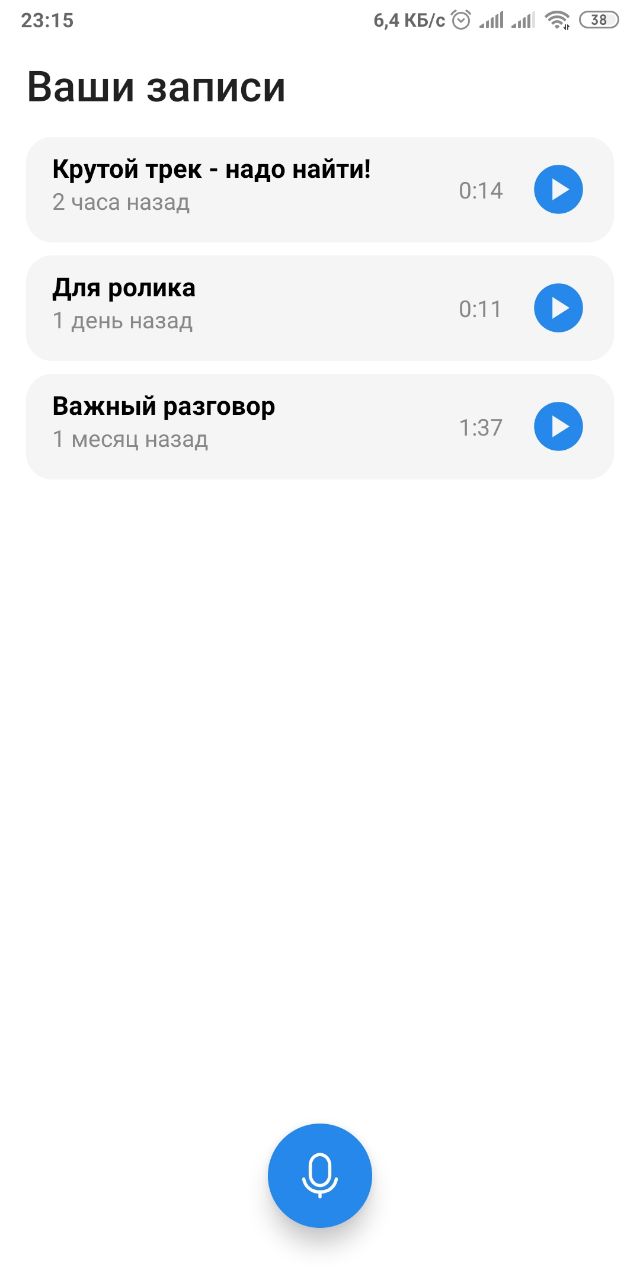 23:15 6,4 КБ/с 38
Ваши записи
Крутой трек - надо найти!
2 часа назад
0:14
Для ролика
1 день назад
0:11
Важный разговор
1 месяц назад
1:37